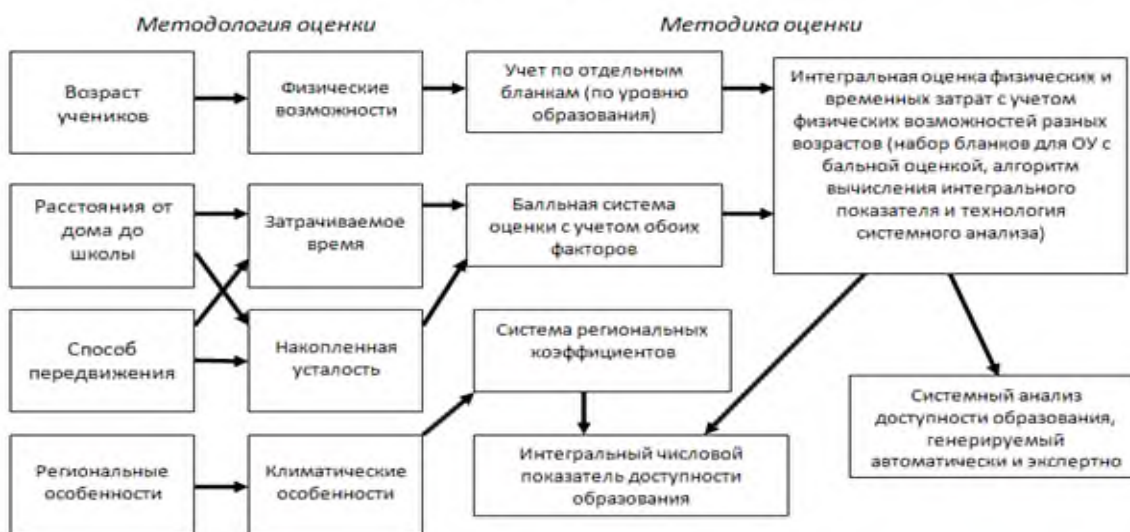 Методология оценки
Методика оценки
Возраст
учеников
Физические
возможности
Учет по отдельным
бланкам (по уровню
образования)
Интегральная оценка физических и
временных затрат с учетом
физических возможностей разных
возрастов (набор бланков для ОУ с
бальной оценкой, алгоритм
вычисления интегрального
показателя и технология
системного анализа)
Расстояния от
дома до
школы
Затрачиваемое
время
Балльная система
оценки с учетом обоих
факторов
Способ
передвижения
Накопленная
усталость
Система региональных
коэффициентов
Системный анализ
доступности образования,
генерируемый
автоматически и экспертно
Региональные
особенности
Климатические
особенности
Интегральный числовой
показатель доступности
образования